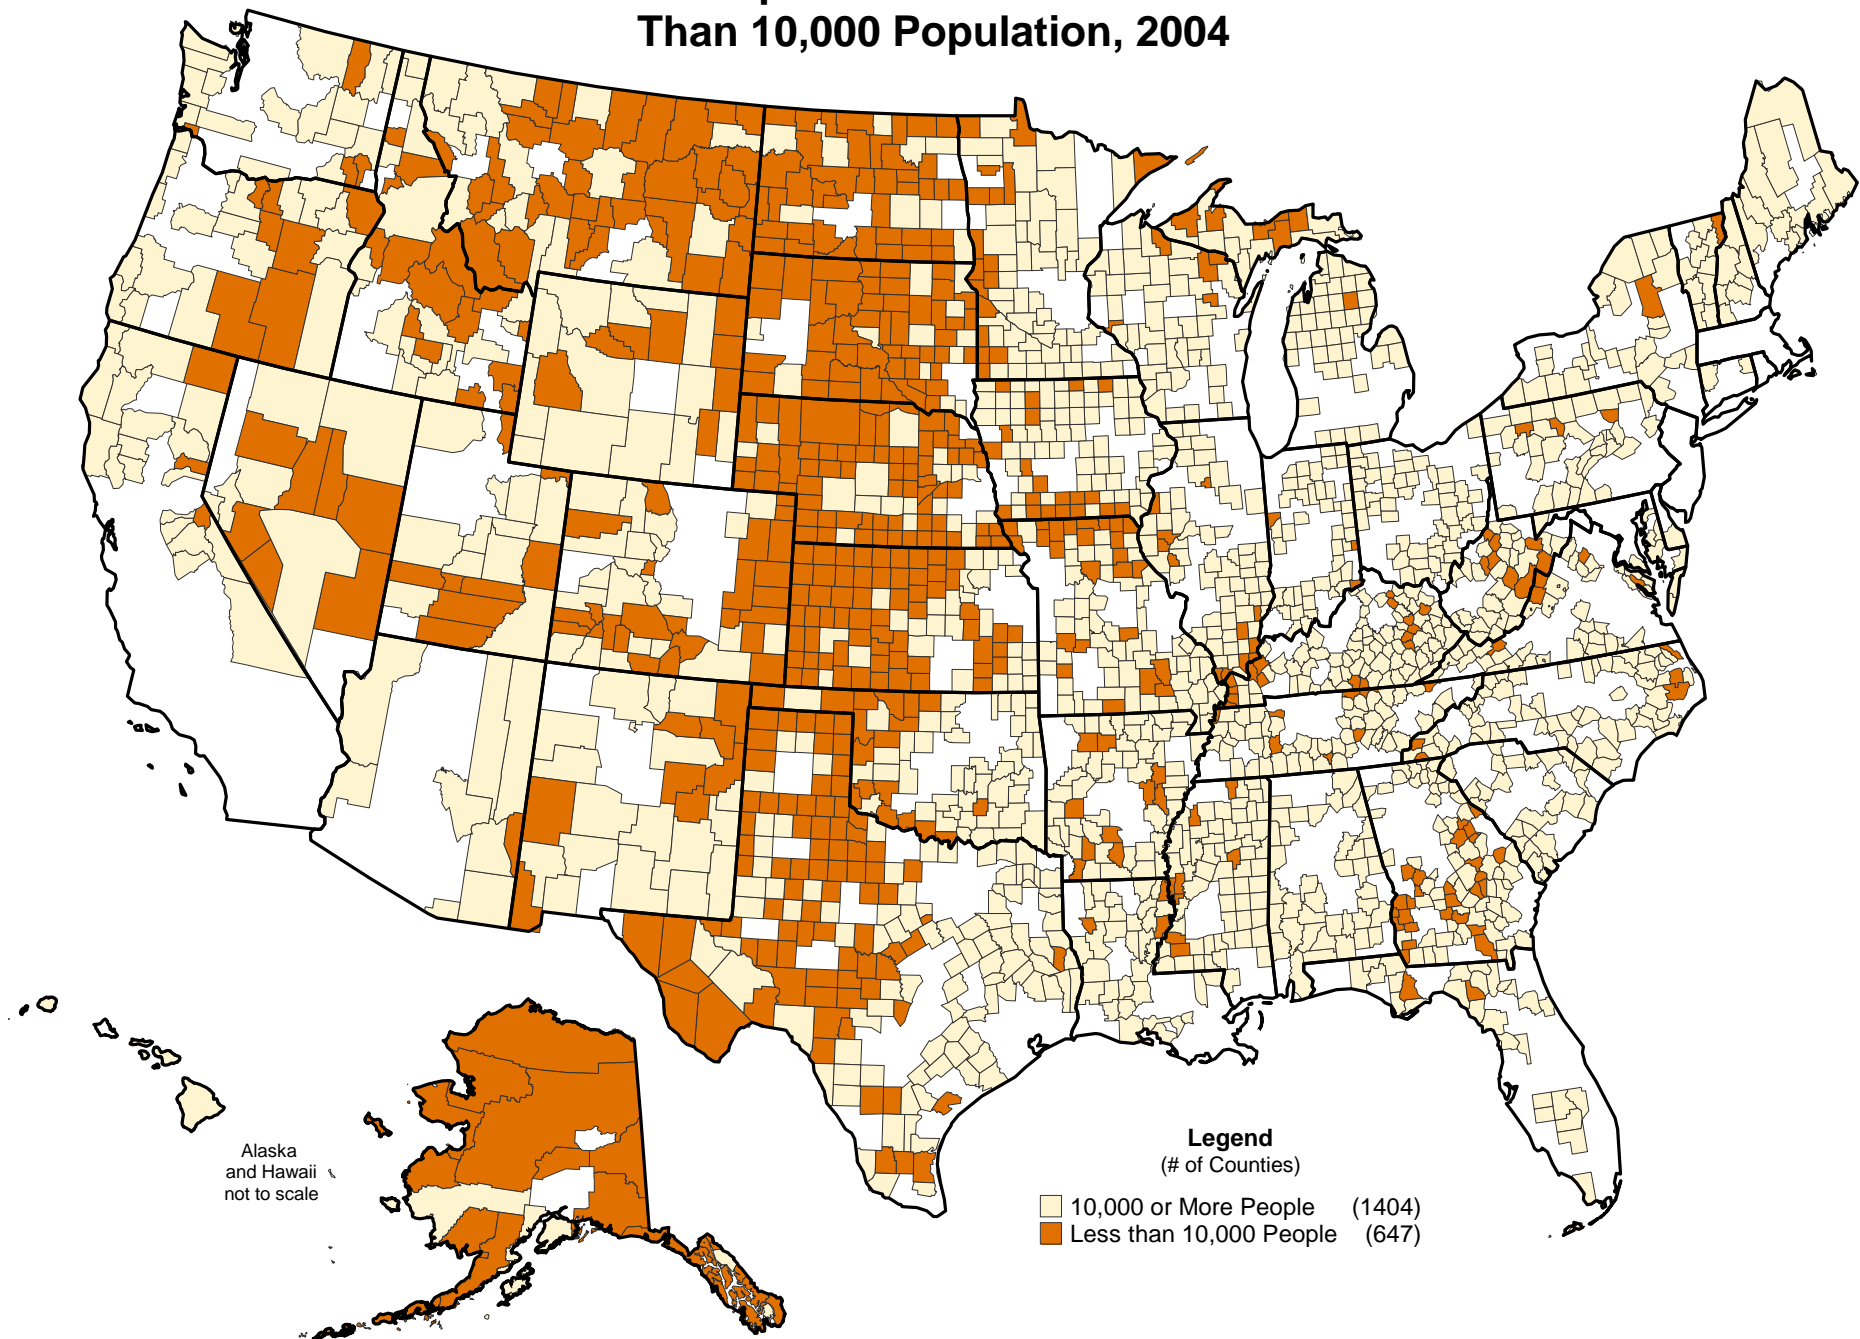 Than 10,000 Population, 2004
Alaska
and Hawaii
not to scale
Legend
(# of Counties)
10,000 or More People (1404)
Less than 10,000 People (647)